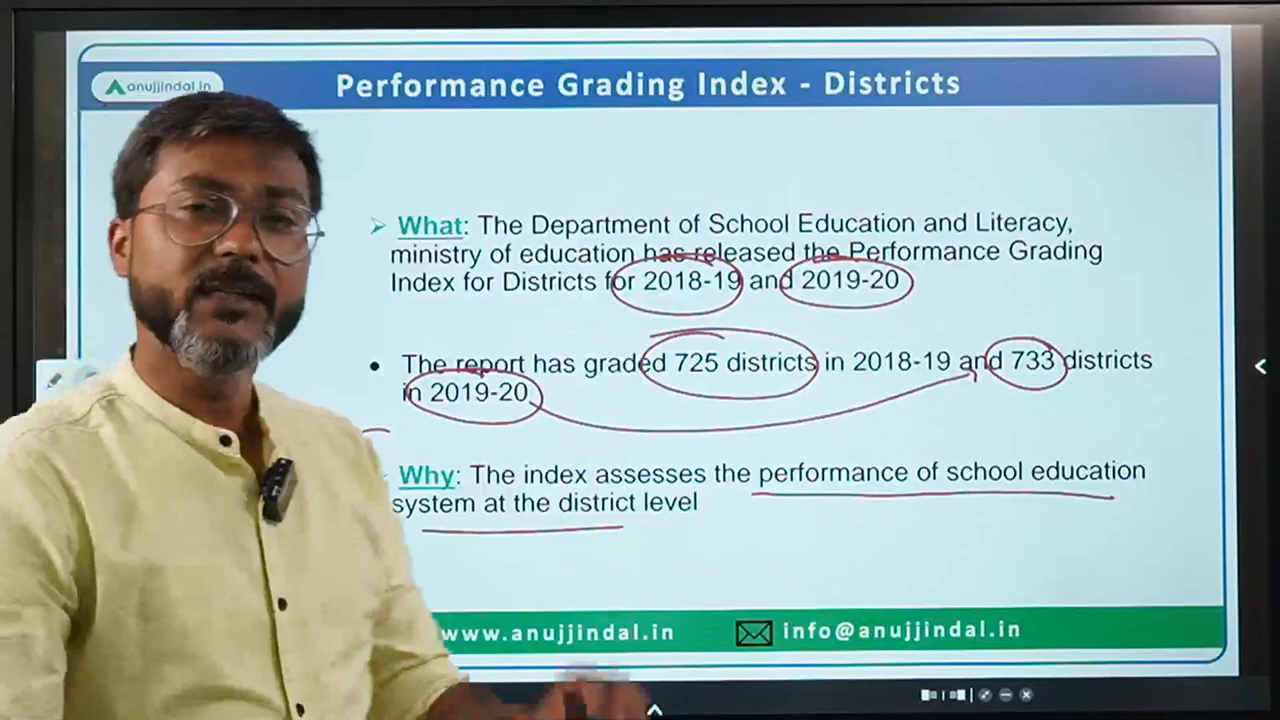 anujjindal.in
Performance Grading Index - Districts
What: The Department of School Education and Literacy,
ministry of education has released the Performance Grading
Index for Districts for 2018-19 and 2019-20
The report has graded 725 districts in 2018-19 and 733 districts
in 2019-20
Why: The index assesses the performance of school education
system at the district level
www.anujjindal.in
info@anujjindal.in